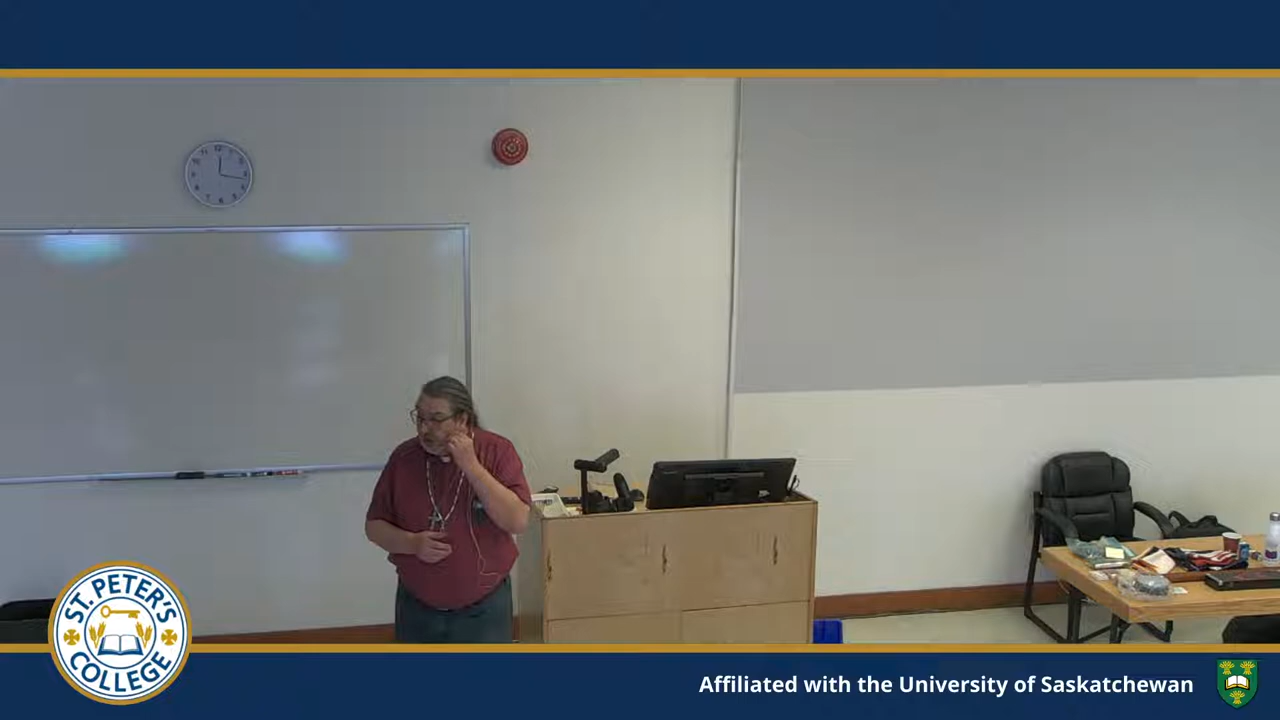 ST. PETER'S
COLLEGE
Affiliated with the University of Saskatchewan